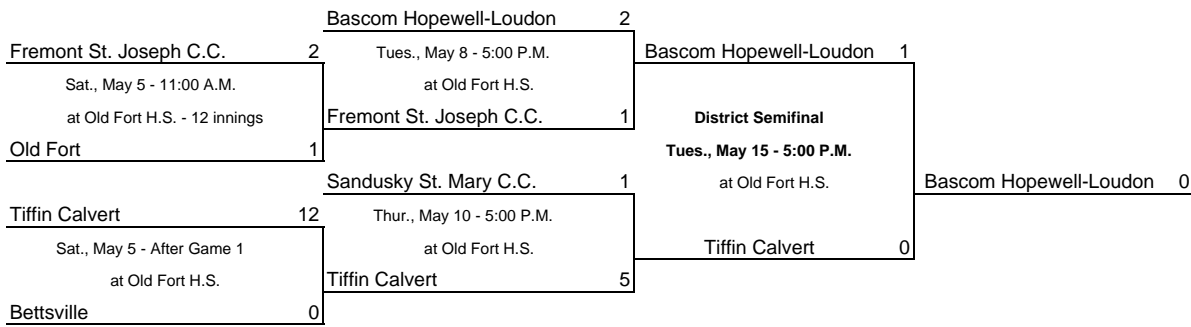 Bascom Hopewell-Loudon 2
Fremont St. Joseph C.C. 2
Tues., May 8 - 5:00 P.M.
Bascom Hopewell-Loudon 1
Sat., May 5 - 11:00 A.M.
at Old Fort H.S.
at Old Fort H.S. - 12 innings
Fremont St. Joseph C.C. 1
District Semifinal
Old Fort 1
Tues., May 15 - 5:00 P.M.
Sandusky St. Mary C.C. 1
at Old Fort H.S.
Bascom Hopewell-Loudon 0
Tiffin Calvert 12
Thur., May 10 - 5:00 P.M.
Sat., May 5 - After Game 1
at Old Fort H.S.
Tiffin Calvert 0
at Old Fort H.S.
Tiffin Calvert 5
Bettsville 0